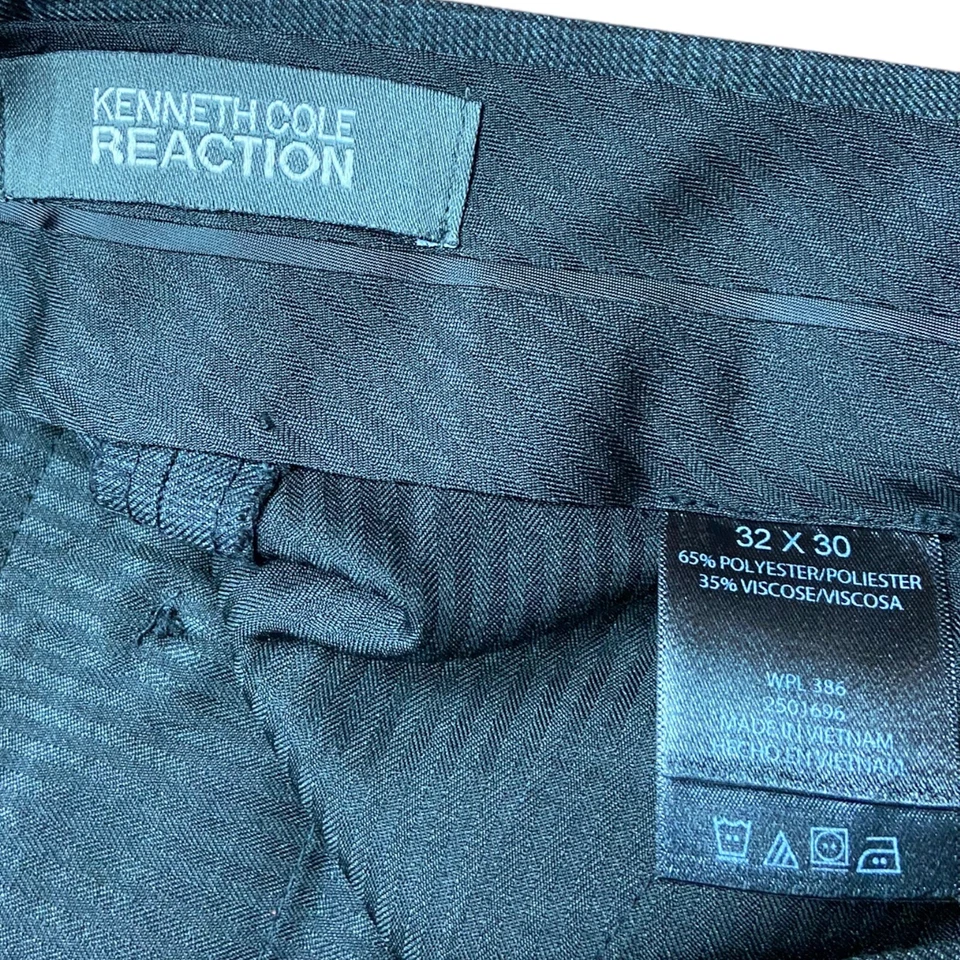 KENNETH COLE
REACTION
32 X 30
65% POLYESTER/POLIESTER
35% VISCOSE/VISCOSA
WPL 386
2501696
MADE IN VIETNAM
HECHO EN VIETNAM